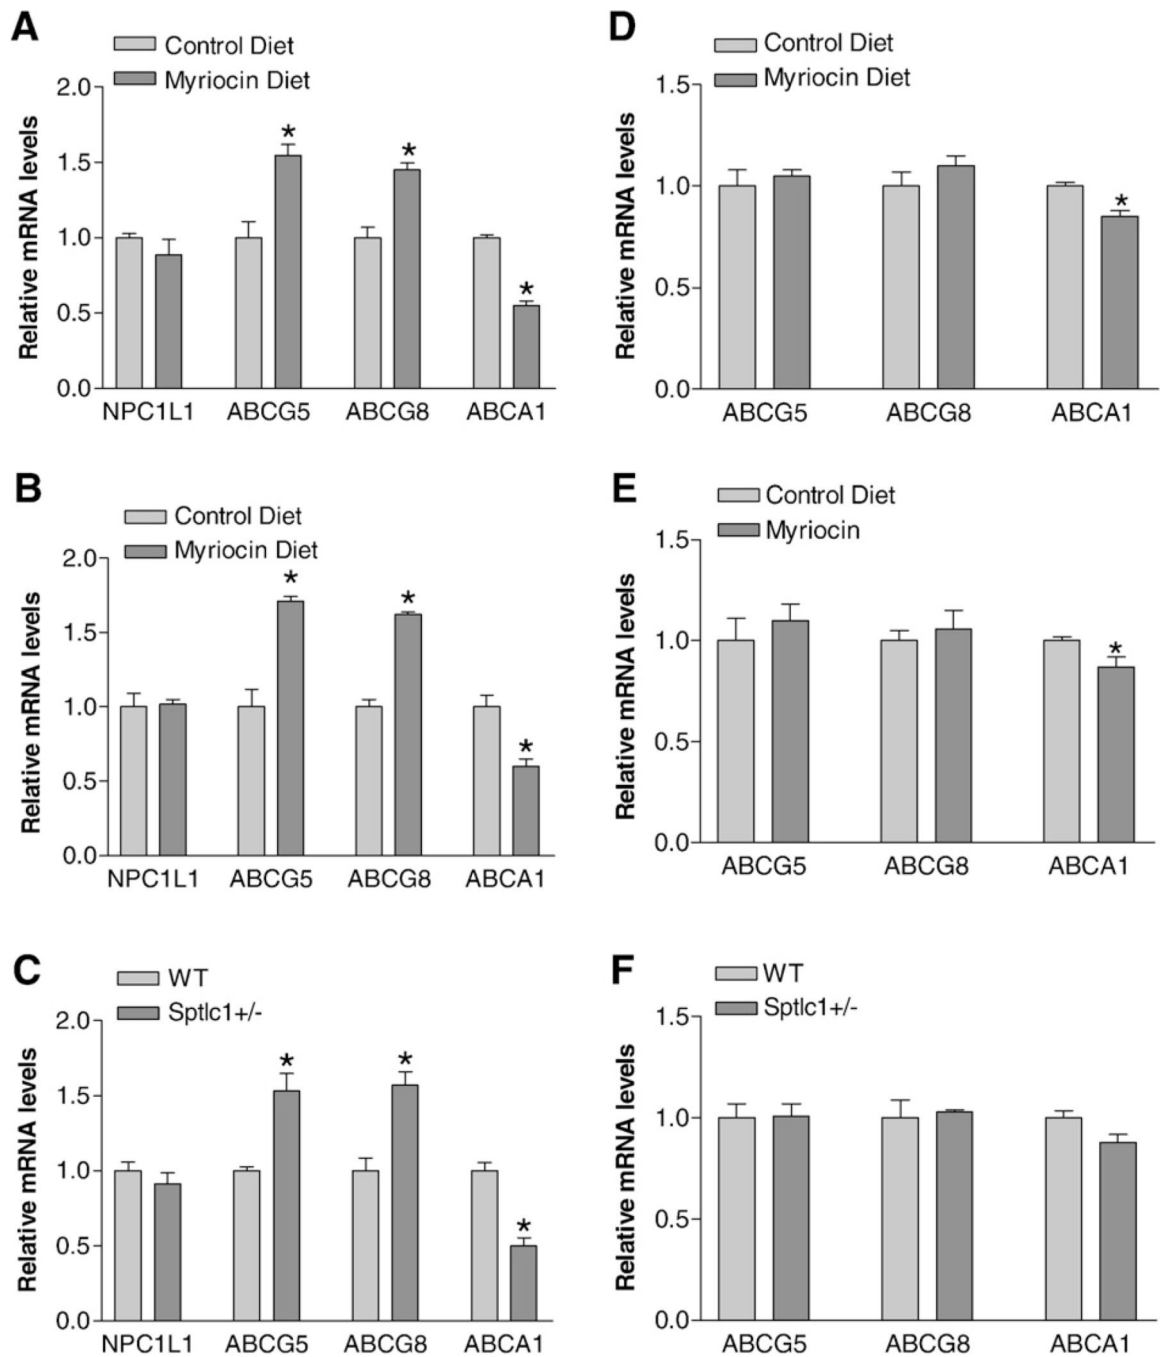 A
Control Diet
Myriocin Diet
Relative mRNA levels
2.0
1.5
1.0
0.5
0.0
NPC1L1 ABCG5 ABCG8 ABCA1
* * *
D
Control Diet
Myriocin Diet
Relative mRNA levels
1.5
1.0
0.5
0.0
ABCG5 ABCG8 ABCA1
*
B
Control Diet
Myriocin Diet
Relative mRNA levels
2.0
1.5
1.0
0.5
0.0
NPC1L1 ABCG5 ABCG8 ABCA1
* * *
E
Control Diet
Myriocin
Relative mRNA levels
1.5
1.0
0.5
0.0
ABCG5 ABCG8 ABCA1
*
C
WT
Sptlc1+/-
Relative mRNA levels
2.0
1.5
1.0
0.5
0.0
NPC1L1 ABCG5 ABCG8 ABCA1
* * *
F
WT
Sptlc1+/-
Relative mRNA levels
1.5
1.0
0.5
0.0
ABCG5 ABCG8 ABCA1